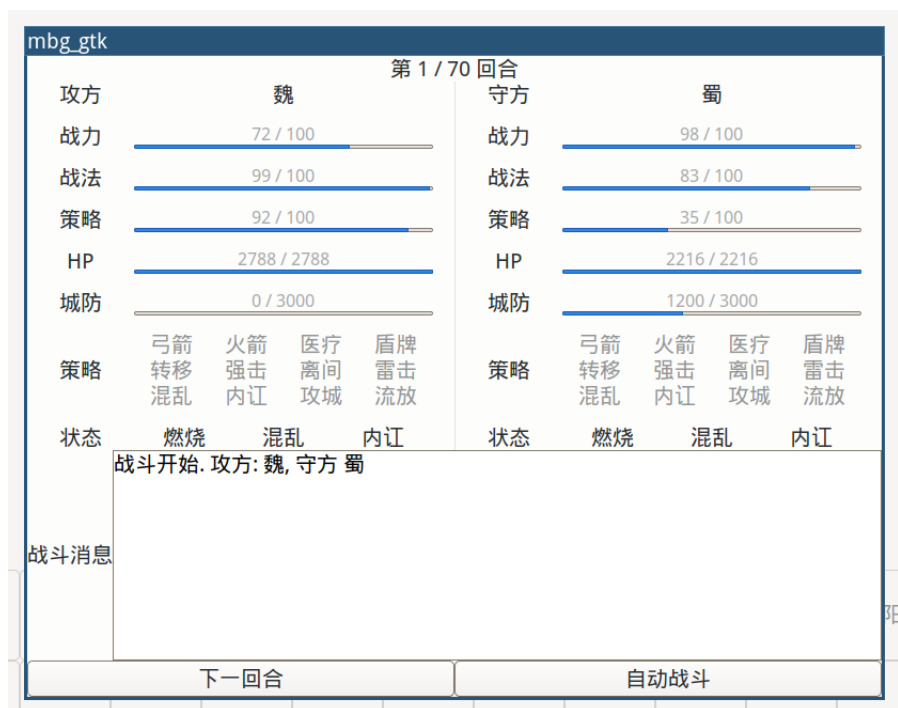 mbg_gtk
第 1 / 70 回合
攻方 魏 守方 蜀
战力 72 / 100 战力 98 / 100
战法 99 / 100 战法 83 / 100
策略 92 / 100 策略 35 / 100
HP 2788 / 2788 HP 2216 / 2216
城防 0 / 3000 城防 1200 / 3000
弓箭 火箭 医疗 盾牌 弓箭 火箭 医疗 盾牌
策略 转移 强击 离间 雷击 策略 转移 强击 离间 雷击
混乱 内讧 攻城 流放 混乱 内讧 攻城 流放
状态 燃烧 混乱 内讧 状态 燃烧 混乱 内讧
战斗开始. 攻方: 魏, 守方 蜀
战斗消息
阳
下一回合 自动战斗